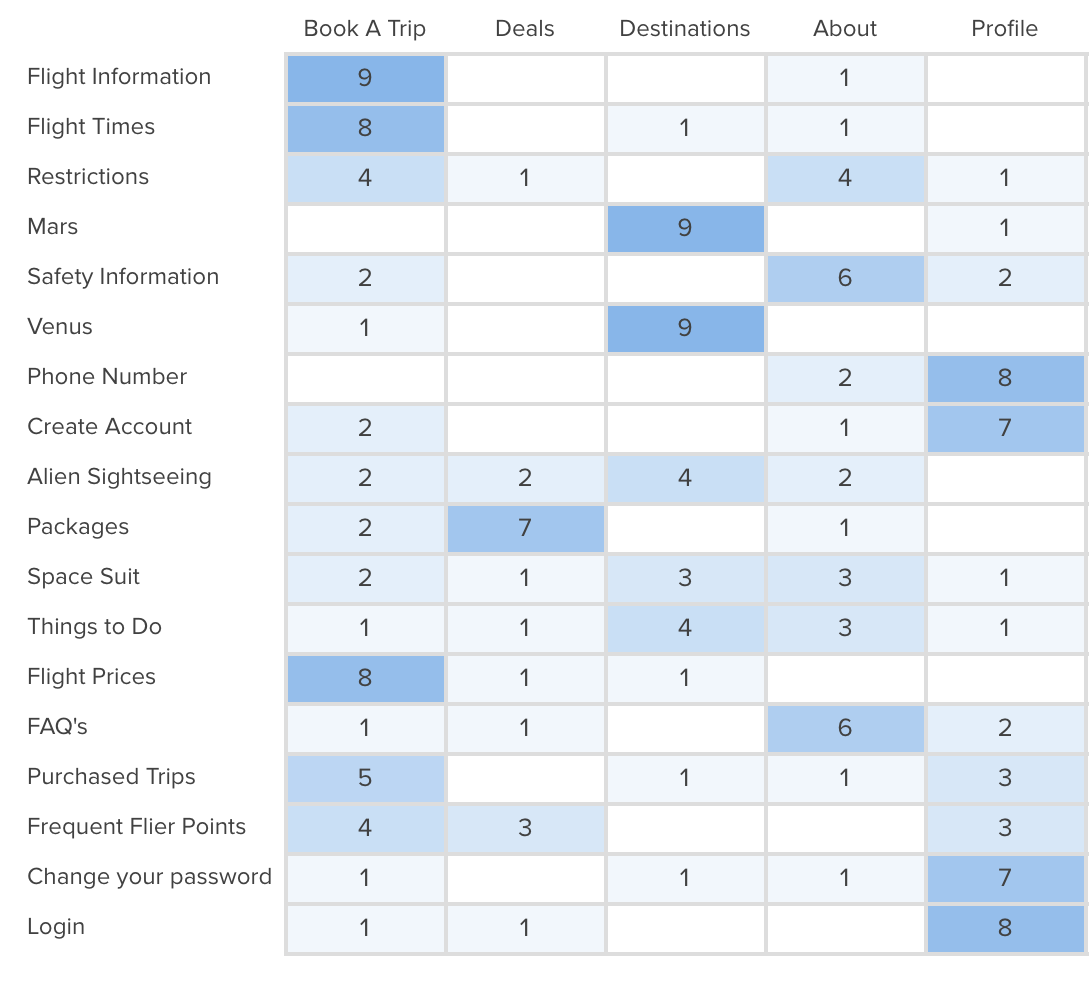 Book A Trip Deals Destinations About Profile
Flight Information 9 1
Flight Times 8 1 1
Restrictions 4 1 4 1
Mars 9 1
Safety Information 2 6 2
Venus 1 9
Phone Number 2 8
Create Account 2 1 7
Alien Sightseeing 2 2 4 2
Packages 2 7 1
Space Suit 2 1 3 3 1
Things to Do 1 1 4 3 1
Flight Prices 8 1 1
FAQ's 1 1 6 2
Purchased Trips 5 1 1 3
Frequent Flier Points 4 3 3
Change your password 1 1 1 7
Login 1 1 8